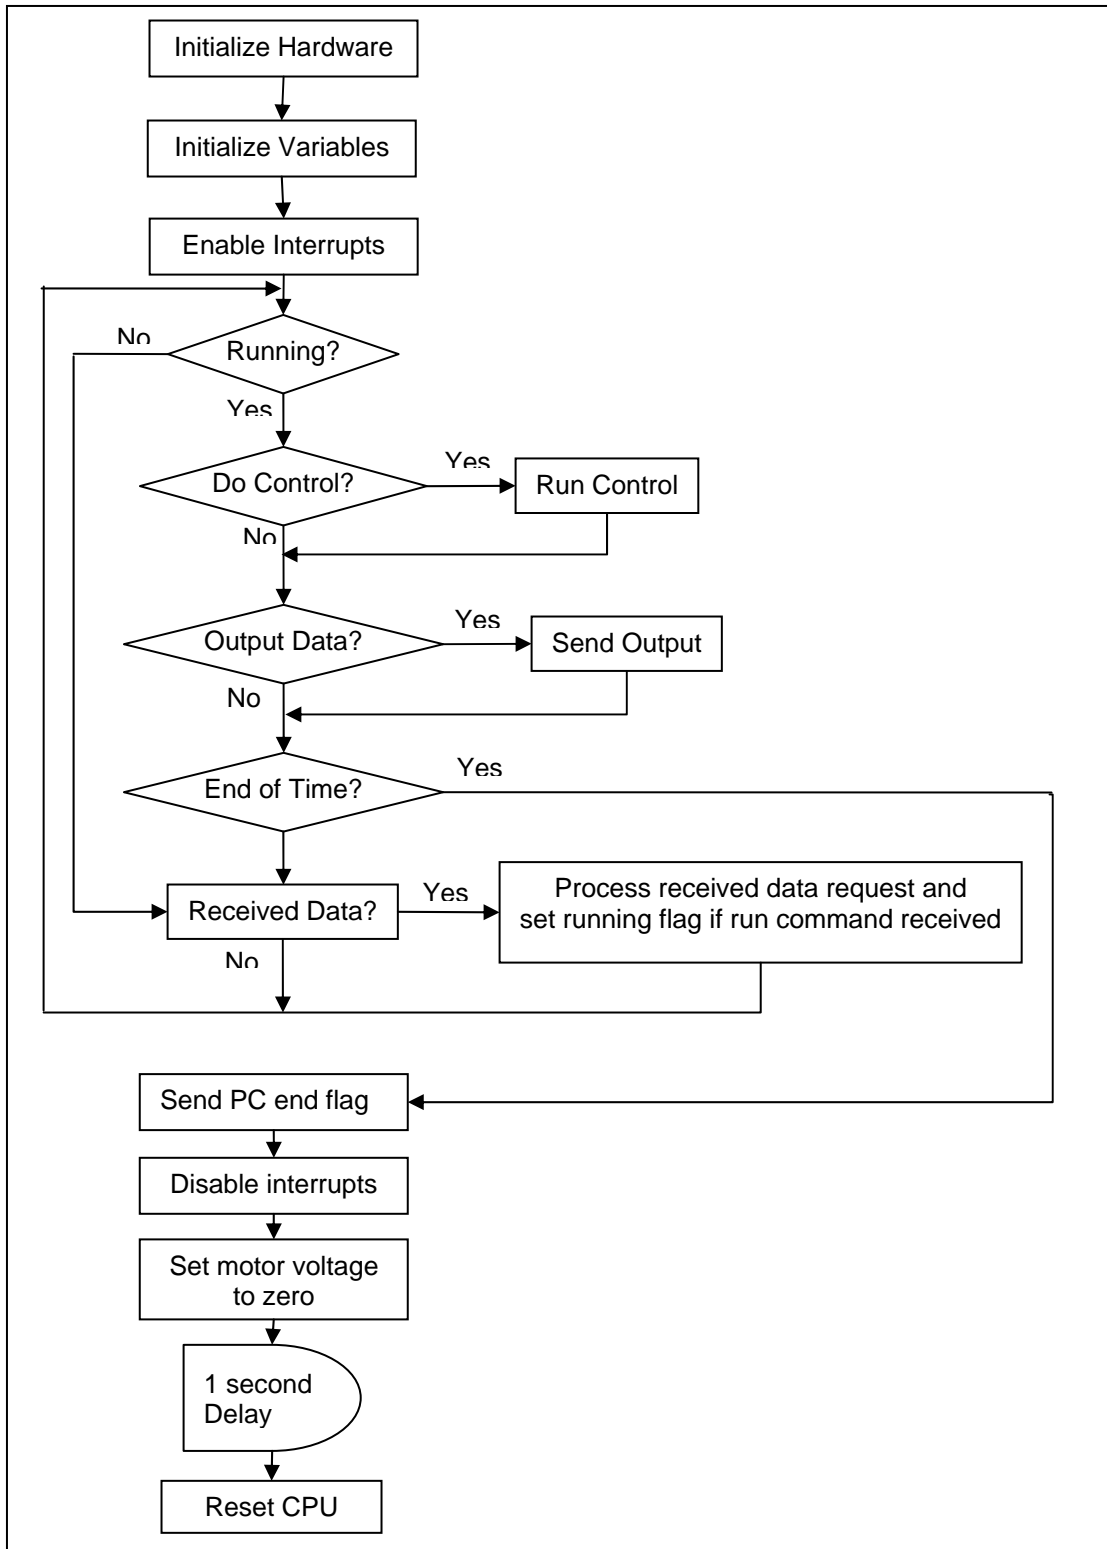 Initialize Hardware
Initialize Variables
Enable Interrupts
No
Running?
Yes
Do Control?
Yes
Run Control
No
Output Data?
Yes
Send Output
No
End of Time?
Yes
Received Data?
Yes
Process received data request and
set running flag if run command received
No
Send PC end flag
Disable interrupts
Set motor voltage
to zero
1 second
Delay
Reset CPU